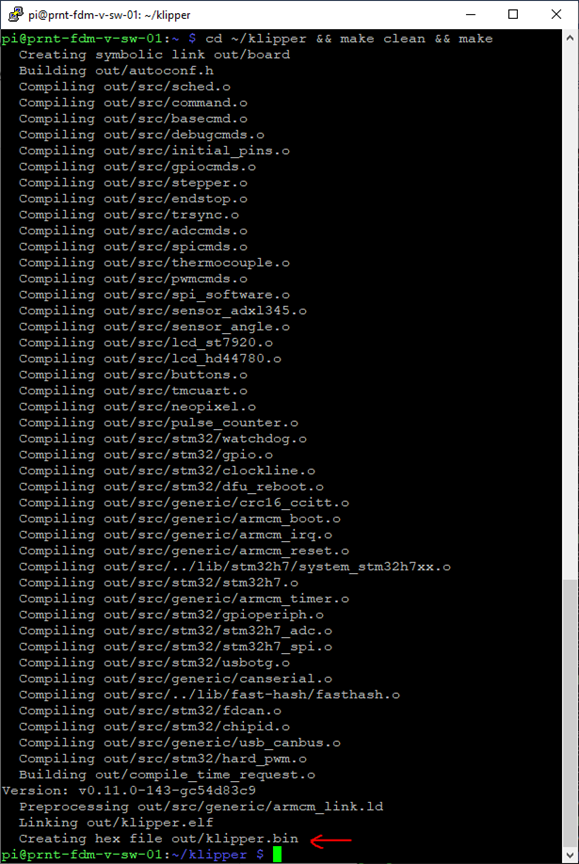 pi@prnt-fdm-v-sw-01: ~/klipper
pi@prnt-fdm-v-sw-01:~ $ cd ~/klipper && make clean && make
  Creating symbolic link out/board
  Building out/autoconf.h
  Compiling out/src/sched.o
  Compiling out/src/command.o
  Compiling out/src/basecmd.o
  Compiling out/src/debugcmds.o
  Compiling out/src/initial_pins.o
  Compiling out/src/gpiocmds.o
  Compiling out/src/stepper.o
  Compiling out/src/endstop.o
  Compiling out/src/trsync.o
  Compiling out/src/adccmds.o
  Compiling out/src/spicmds.o
  Compiling out/src/thermocouple.o
  Compiling out/src/pwmcmds.o
  Compiling out/src/spi_software.o
  Compiling out/src/sensor_adxl345.o
  Compiling out/src/sensor_angle.o
  Compiling out/src/lcd_st7920.o
  Compiling out/src/lcd_hd44780.o
  Compiling out/src/buttons.o
  Compiling out/src/tmcuart.o
  Compiling out/src/neopixel.o
  Compiling out/src/pulse_counter.o
  Compiling out/src/stm32/watchdog.o
  Compiling out/src/stm32/gpio.o
  Compiling out/src/stm32/clockline.o
  Compiling out/src/stm32/dfu_reboot.o
  Compiling out/src/generic/crc16_ccitt.o
  Compiling out/src/generic/armcm_boot.o
  Compiling out/src/generic/armcm_irq.o
  Compiling out/src/generic/armcm_reset.o
  Compiling out/src/../lib/stm32h7/system_stm32h7xx.o
  Compiling out/src/stm32/stm32h7.o
  Compiling out/src/generic/armcm_timer.o
  Compiling out/src/stm32/gpioperiph.o
  Compiling out/src/stm32/stm32h7_adc.o
  Compiling out/src/stm32/stm32h7_spi.o
  Compiling out/src/stm32/usbotg.o
  Compiling out/src/generic/canserial.o
  Compiling out/src/../lib/fast-hash/fasthash.o
  Compiling out/src/stm32/fdcan.o
  Compiling out/src/stm32/chipid.o
  Compiling out/src/generic/usb_canbus.o
  Compiling out/src/stm32/hard_pwm.o
  Building out/compile_time_request.o
Version: v0.11.0-143-gc54d83c9
  Preprocessing out/src/generic/armcm_link.ld
  Linking out/klipper.elf
  Creating hex file out/klipper.bin
pi@prnt-fdm-v-sw-01:~/klipper $